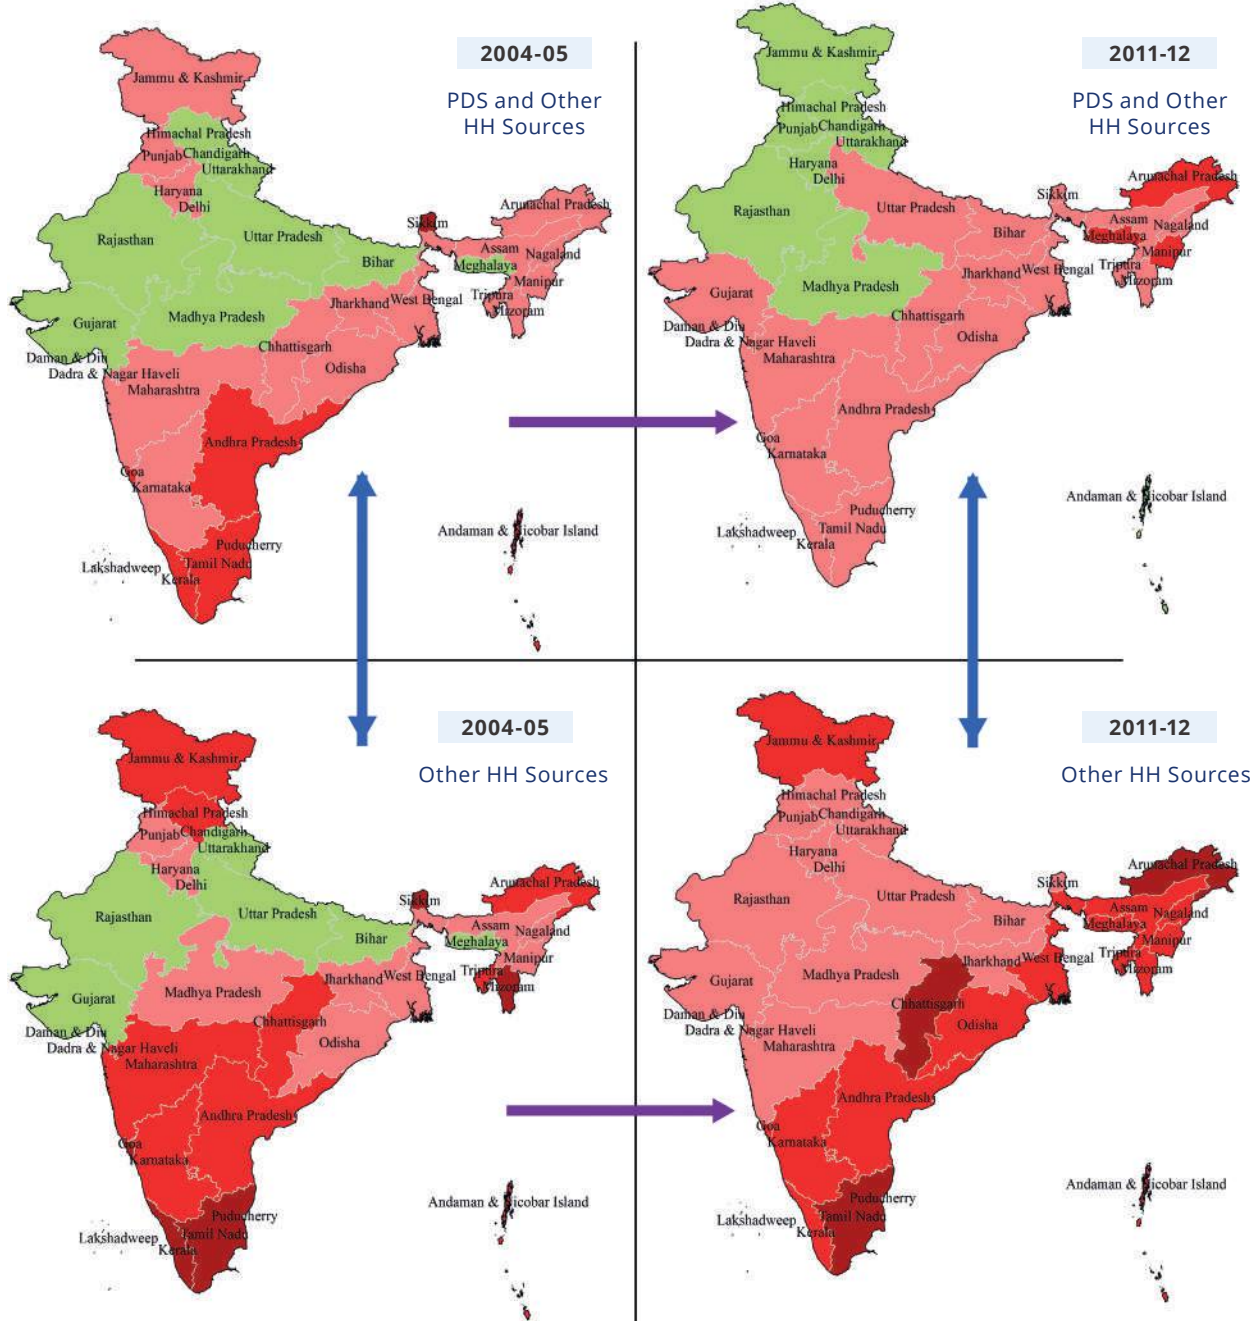 2004-05
PDS and Other
HH Sources
Jammu & Kashmir
Himachal Pradesh
Punjab
Chandigarh
Uttarakhand
Haryana
Delhi
Rajasthan
Uttar Pradesh
Bihar
Sikkim
Arunachal Pradesh
Assam
Nagaland
Meghalaya
Manipur
Tripura
Mizoram
Gujarat
Madhya Pradesh
Jharkhand
West Bengal
Chhattisgarh
Daman & Diu
Dadra & Nagar Haveli
Maharashtra
Odisha
Andhra Pradesh
Goa
Karnataka
Puducherry
Tamil Nadu
Kerala
Lakshadweep
Andaman & Nicobar Island
2011-12
PDS and Other
HH Sources
Jammu & Kashmir
Himachal Pradesh
Punjab
Chandigarh
Uttarakhand
Haryana
Delhi
Rajasthan
Uttar Pradesh
Bihar
Sikkim
Arunachal Pradesh
Assam
Nagaland
Meghalaya
Manipur
Tripura
Mizoram
Gujarat
Madhya Pradesh
Jharkhand
West Bengal
Chhattisgarh
Daman & Diu
Dadra & Nagar Haveli
Maharashtra
Odisha
Andhra Pradesh
Goa
Karnataka
Puducherry
Tamil Nadu
Kerala
Lakshadweep
Andaman & Nicobar Island
2004-05
Other HH Sources
Jammu & Kashmir
Himachal Pradesh
Punjab
Chandigarh
Uttarakhand
Haryana
Delhi
Rajasthan
Uttar Pradesh
Bihar
Sikkim
Arunachal Pradesh
Assam
Nagaland
Meghalaya
Manipur
Tripura
Mizoram
Gujarat
Madhya Pradesh
Jharkhand
West Bengal
Chhattisgarh
Daman & Diu
Dadra & Nagar Haveli
Maharashtra
Odisha
Andhra Pradesh
Goa
Karnataka
Puducherry
Tamil Nadu
Kerala
Lakshadweep
Andaman & Nicobar Island
2011-12
Other HH Sources
Jammu & Kashmir
Himachal Pradesh
Punjab
Chandigarh
Uttarakhand
Haryana
Delhi
Rajasthan
Uttar Pradesh
Bihar
Sikkim
Arunachal Pradesh
Assam
Nagaland
Meghalaya
Manipur
Tripura
Mizoram
Gujarat
Madhya Pradesh
Jharkhand
West Bengal
Chhattisgarh
Daman & Diu
Dadra & Nagar Haveli
Maharashtra
Odisha
Andhra Pradesh
Goa
Karnataka
Puducherry
Tamil Nadu
Kerala
Lakshadweep
Andaman & Nicobar Island